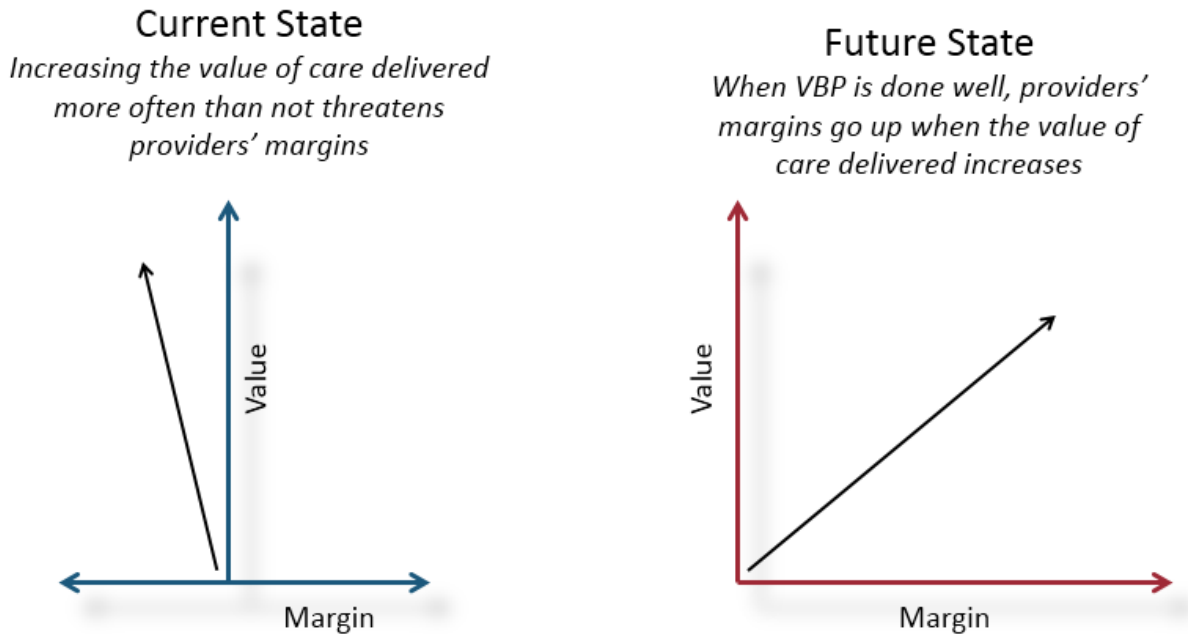 Current State
Increasing the value of care delivered
more often than not threatens
providers’ margins
Value
Margin
Future State
When VBP is done well, providers’
margins go up when the value of
care delivered increases
Value
Margin